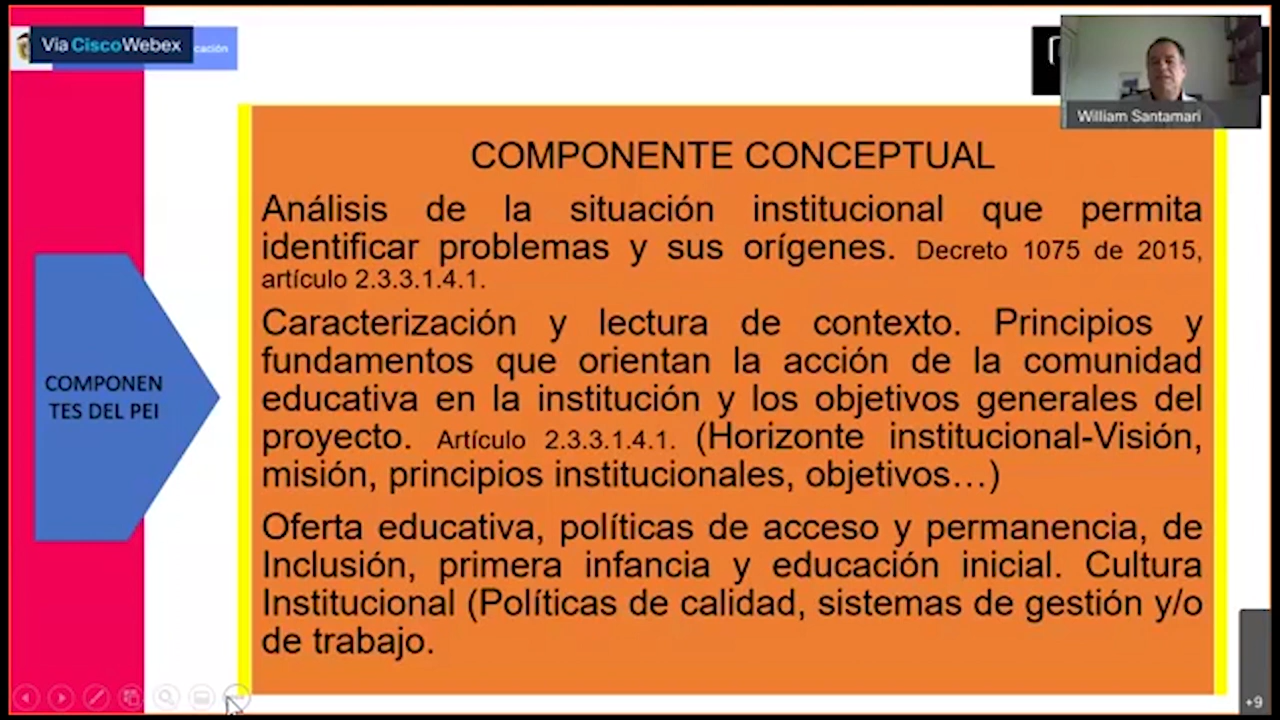 Via CiscoWebex
cación
William Santamari
COMPONENTE CONCEPTUAL
Análisis de la situación institucional que permita
identificar problemas y sus orígenes. Decreto 1075 de 2015,
artículo 2.3.3.1.4.1.
Caracterización y lectura de contexto. Principios y
fundamentos que orientan la acción de la comunidad
educativa en la institución y los objetivos generales del
proyecto. Artículo 2.3.3.1.4.1. (Horizonte institucional-Visión,
misión, principios institucionales, objetivos…)
Oferta educativa, políticas de acceso y permanencia, de
Inclusión, primera infancia y educación inicial. Cultura
Institucional (Políticas de calidad, sistemas de gestión y/o
de trabajo.
COMPONEN
TES DEL PEI
+9